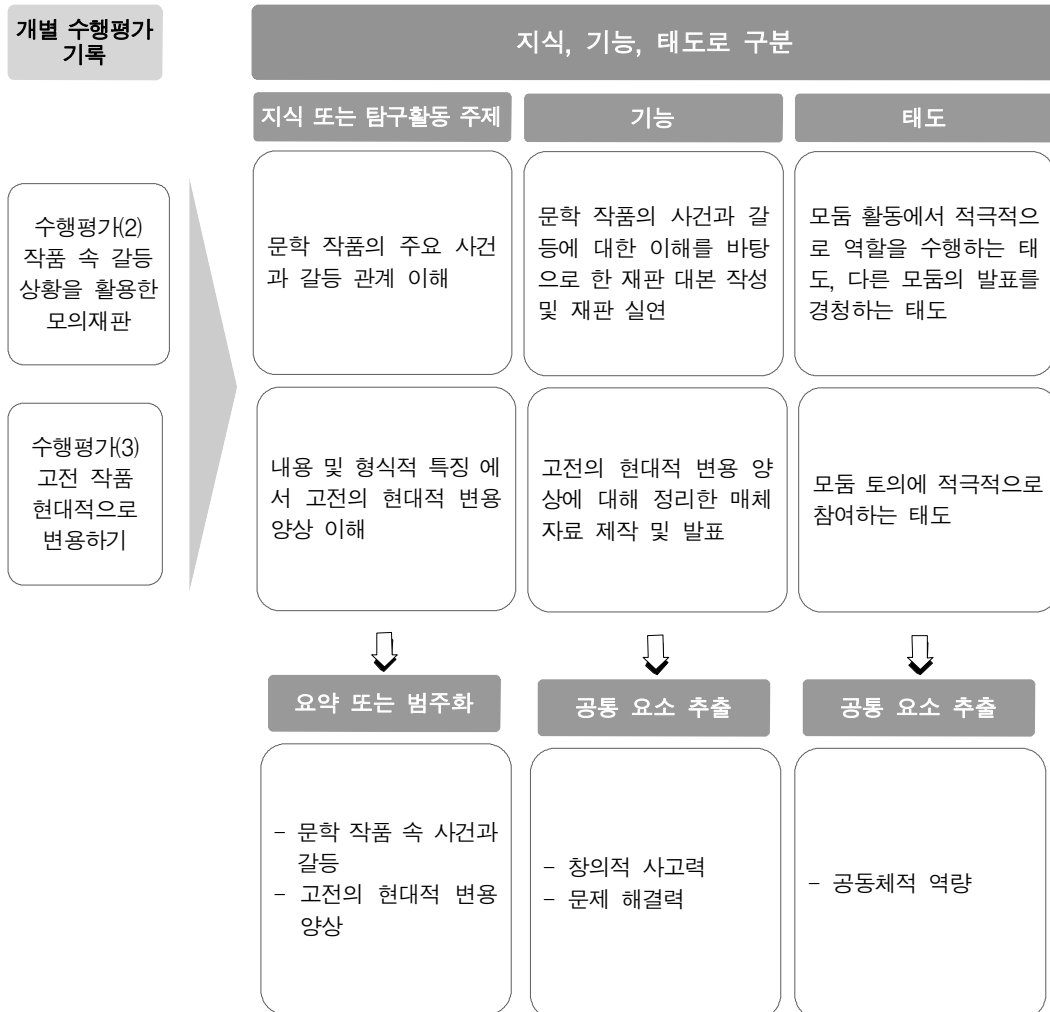 개별 수행평가
기록
지식, 기능, 태도로 구분
지식 또는 탐구활동 주제
기능
태도
수행평가(2)
작품 속 갈등
상황을 활용한
모의재판
문학 작품의 주요 사건
과 갈등 관계 이해
문학 작품의 사건과 갈
등에 대한 이해를 바탕
으로 한 재판 대본 작성
및 재판 실연
모둠 활동에서 적극적으
로 역할을 수행하는 태
도, 다른 모둠의 발표를
경청하는 태도
수행평가(3)
고전 작품
현대적으로
변용하기
내용 및 형식적 특징 에
서 고전의 현대적 변용
양상 이해
고전의 현대적 변용 양
상에 대해 정리한 매체
자료 제작 및 발표
모둠 토의에 적극적으로
참여하는 태도
요약 또는 범주화
공통 요소 추출
공통 요소 추출
- 문학 작품 속 사건과
갈등
- 고전의 현대적 변용
양상
- 창의적 사고력
- 문제 해결력
- 공동체적 역량